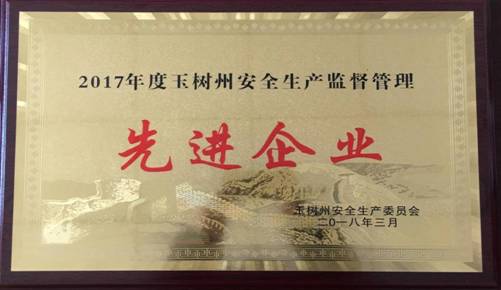 2017年度玉树州安全生产监督管理
先进企业
玉树州安全生产委员会
二0一八年三月